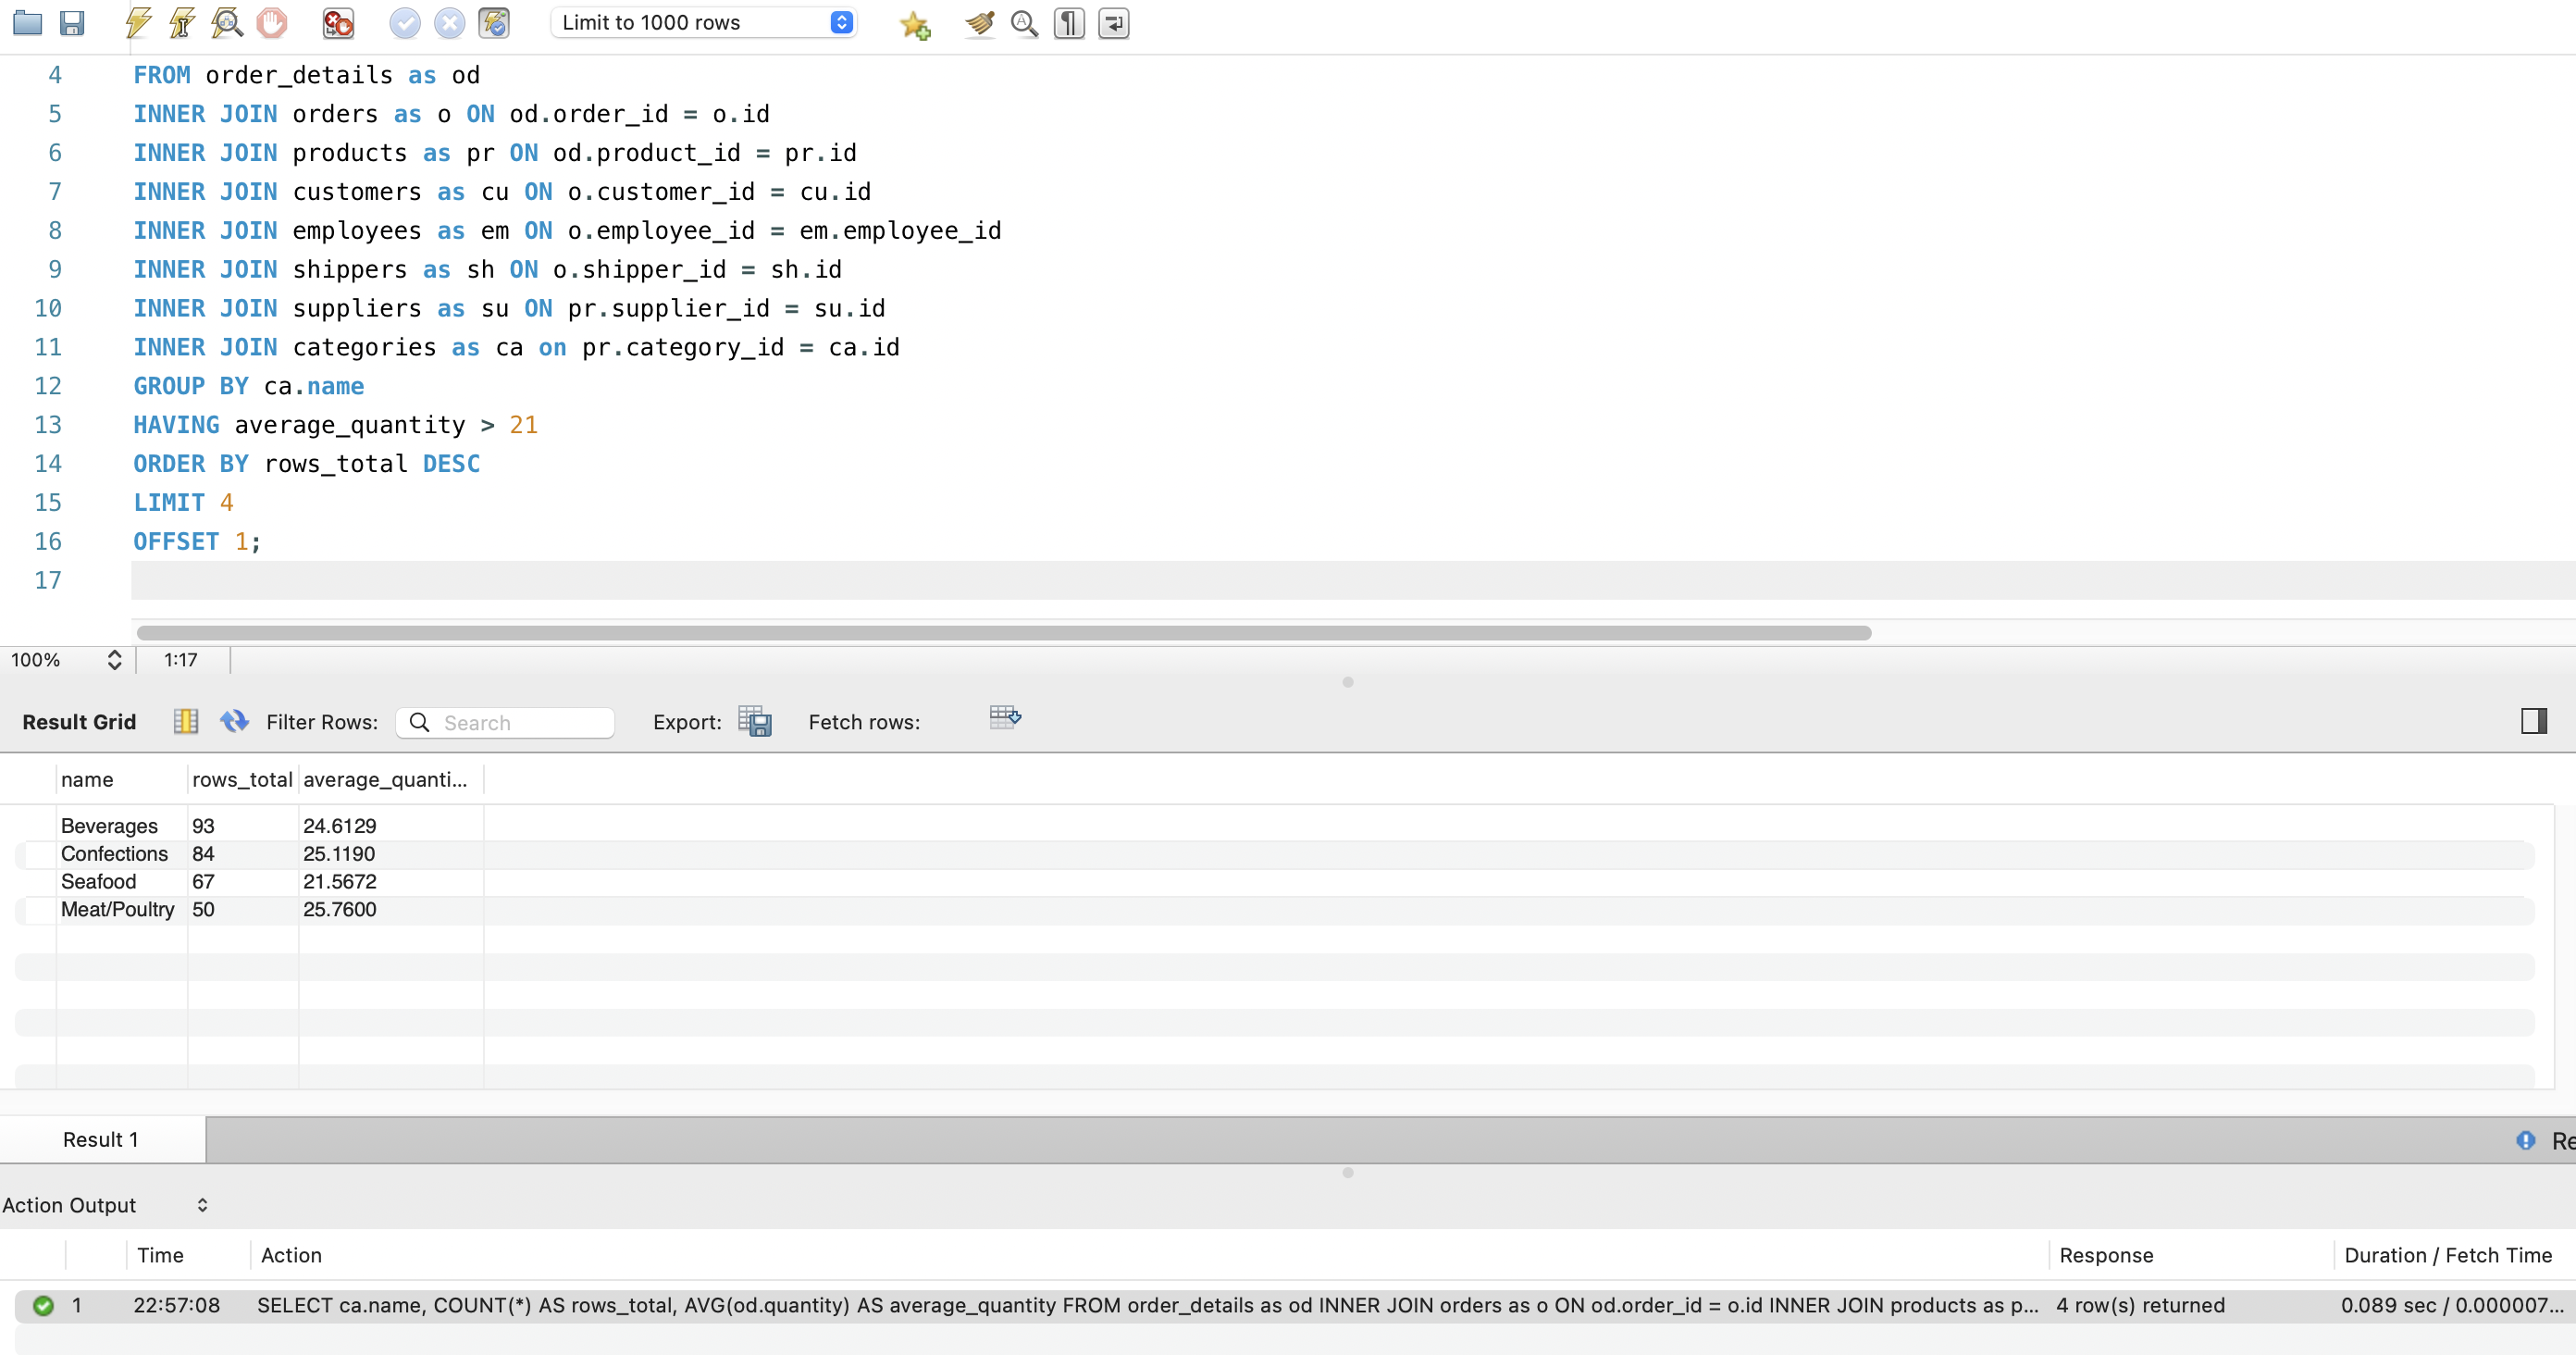 Limit to 1000 rows
4 FROM order_details as od
5 INNER JOIN orders as o ON od.order_id = o.id
6 INNER JOIN products as pr ON od.product_id = pr.id
7 INNER JOIN customers as cu ON o.customer_id = cu.id
8 INNER JOIN employees as em ON o.employee_id = em.employee_id
9 INNER JOIN shippers as sh ON o.shipper_id = sh.id
10 INNER JOIN suppliers as su ON pr.supplier_id = su.id
11 INNER JOIN categories as ca on pr.category_id = ca.id
12 GROUP BY ca.name
13 HAVING average_quantity > 21
14 ORDER BY rows_total DESC
15 LIMIT 4
16 OFFSET 1;
17
100% 1:17
Result Grid Filter Rows: Search Export: Fetch rows:
name rows_total average_quanti...
Beverages 93 24.6129
Confections 84 25.1190
Seafood 67 21.5672
Meat/Poultry 50 25.7600
Result 1 Re
Action Output
Time Action Response Duration / Fetch Time
1 22:57:08 SELECT ca.name, COUNT(*) AS rows_total, AVG(od.quantity) AS average_quantity FROM order_details as od INNER JOIN orders as o ON od.order_id = o.id INNER JOIN products as p... 4 row(s) returned 0.089 sec / 0.000007...